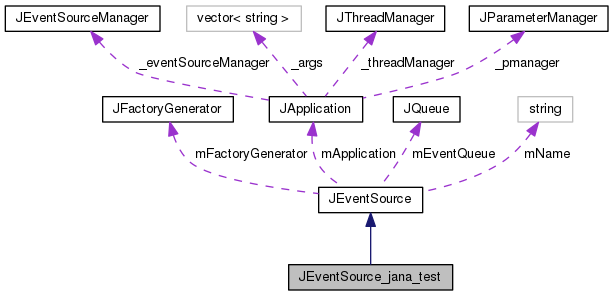 JEventSourceManager
vector< string >
JThreadManager
JParameterManager
_eventSourceManager
_args
_threadManager
_pmanager
JFactoryGenerator
JApplication
JQueue
string
mFactoryGenerator
mApplication
mEventQueue
mName
JEventSource
JEventSource_jana_test